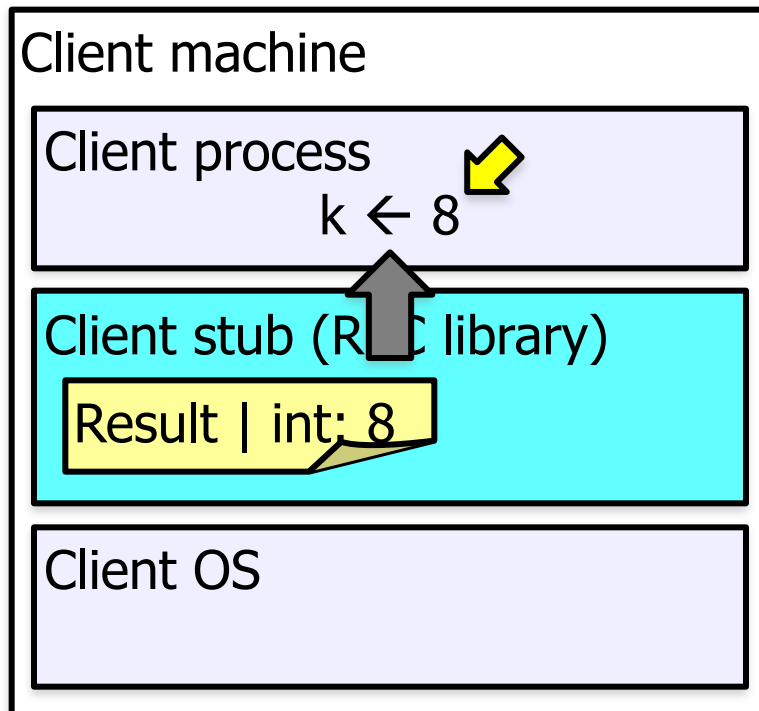 Client machine
Client process
k ← 8
Client stub (R C library)
Result | int: 8
Client OS